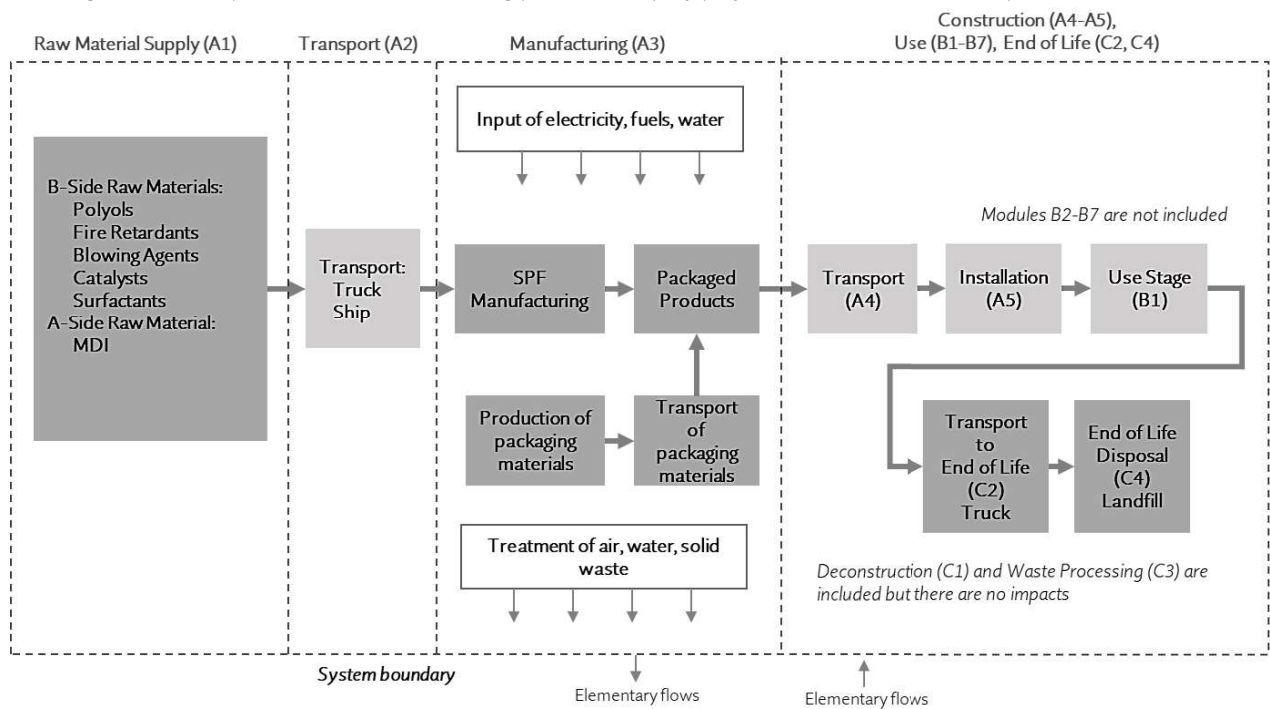 Raw Material Supply (A1)
Transport (A2)
Manufacturing (A3)
Construction (A4-A5),
Use (B1-B7), End of Life (C2, C4)
B-Side Raw Materials:
Polyols
Fire Retardants
Blowing Agents
Catalysts
Surfactants
A-Side Raw Material:
MDI
Transport:
Truck
Ship
Input of electricity, fuels, water
SPF
Manufacturing
Packaged
Products
Production of
packaging
materials
Transport
of
packaging
materials
Treatment of air, water, solid
waste
Modules B2-B7 are not included
Transport
(A4)
Installation
(A5)
Use Stage
(B1)
Transport
to
End of Life
(C2)
Truck
End of Life
Disposal
(C4)
Landfill
Deconstruction (C1) and Waste Processing (C3) are
included but there are no impacts
System boundary
Elementary flows
Elementary flows